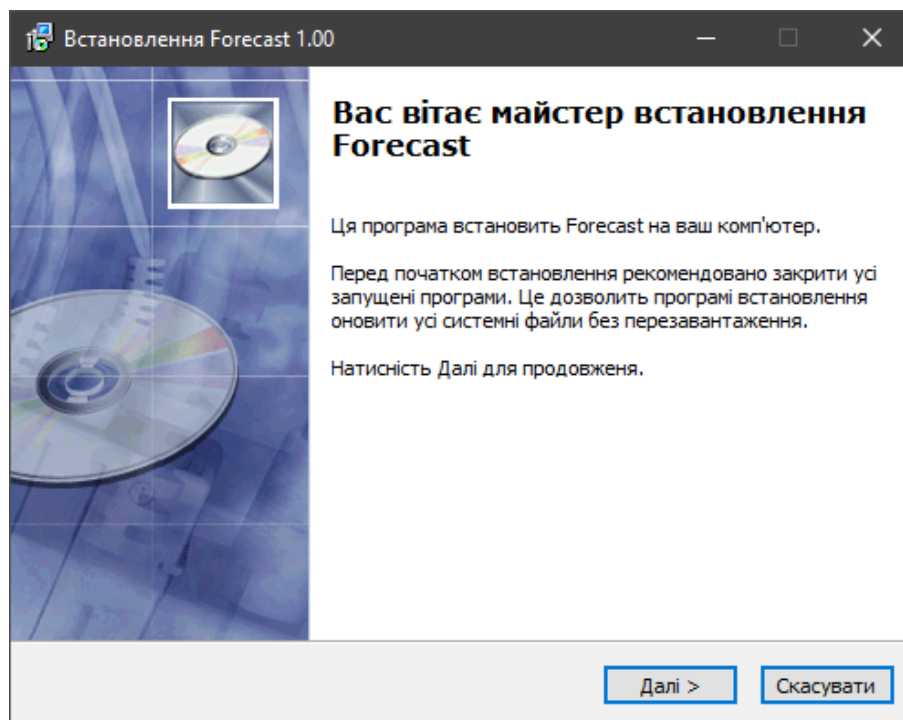 Встановлення Forecast 1.00
Вас вітає майстер встановлення
Forecast
Ця програма встановить Forecast на ваш комп'ютер.
Перед початком встановлення рекомендовано закрити усі
запущені програми. Це дозволить програмі встановлення
оновити усі системні файли без перезавантаження.
Натисність Далі для продовженя.
Далі >
Скасувати